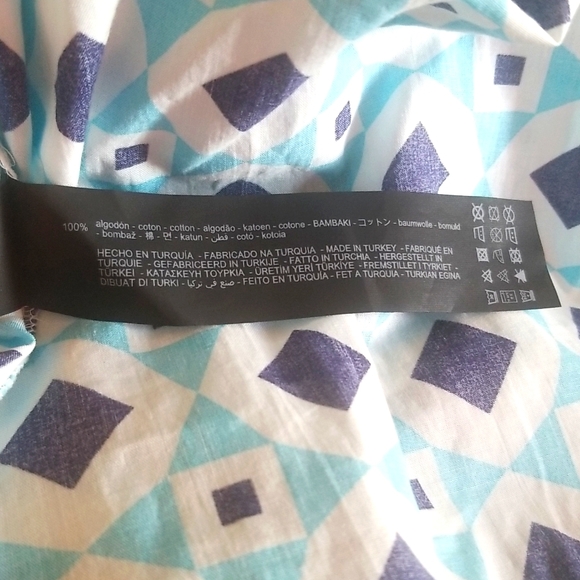 100% algodón - coton - cotton - algodão - katoen - cotone - BAMBAKI - コットン - baumwolle - bomuld
- bombaž - 棉 - 면 - katun - قطن - cotó - kotoia
HECHO EN TURQUÍA - FABRICADO NA TURQUIA - MADE IN TURKEY - FABRIQUÉ EN
TURQUIE - GEFABRICEERD IN TURKIJE - FATTO IN TURCHIA - HERGESTELLT IN
TÜRKEI - ΚΑΤΑΣΚΕΥΗ ΤΟΥΡΚΙΑ - ÜRETİM YERİ TÜRKİYE - FREMSTILLET I TYRKIET -
DIBUAT DI TURKI - صنع في تركيا - FEITO EN TURQUÍA - FET A TURQUIA - TURKIAN EGINA